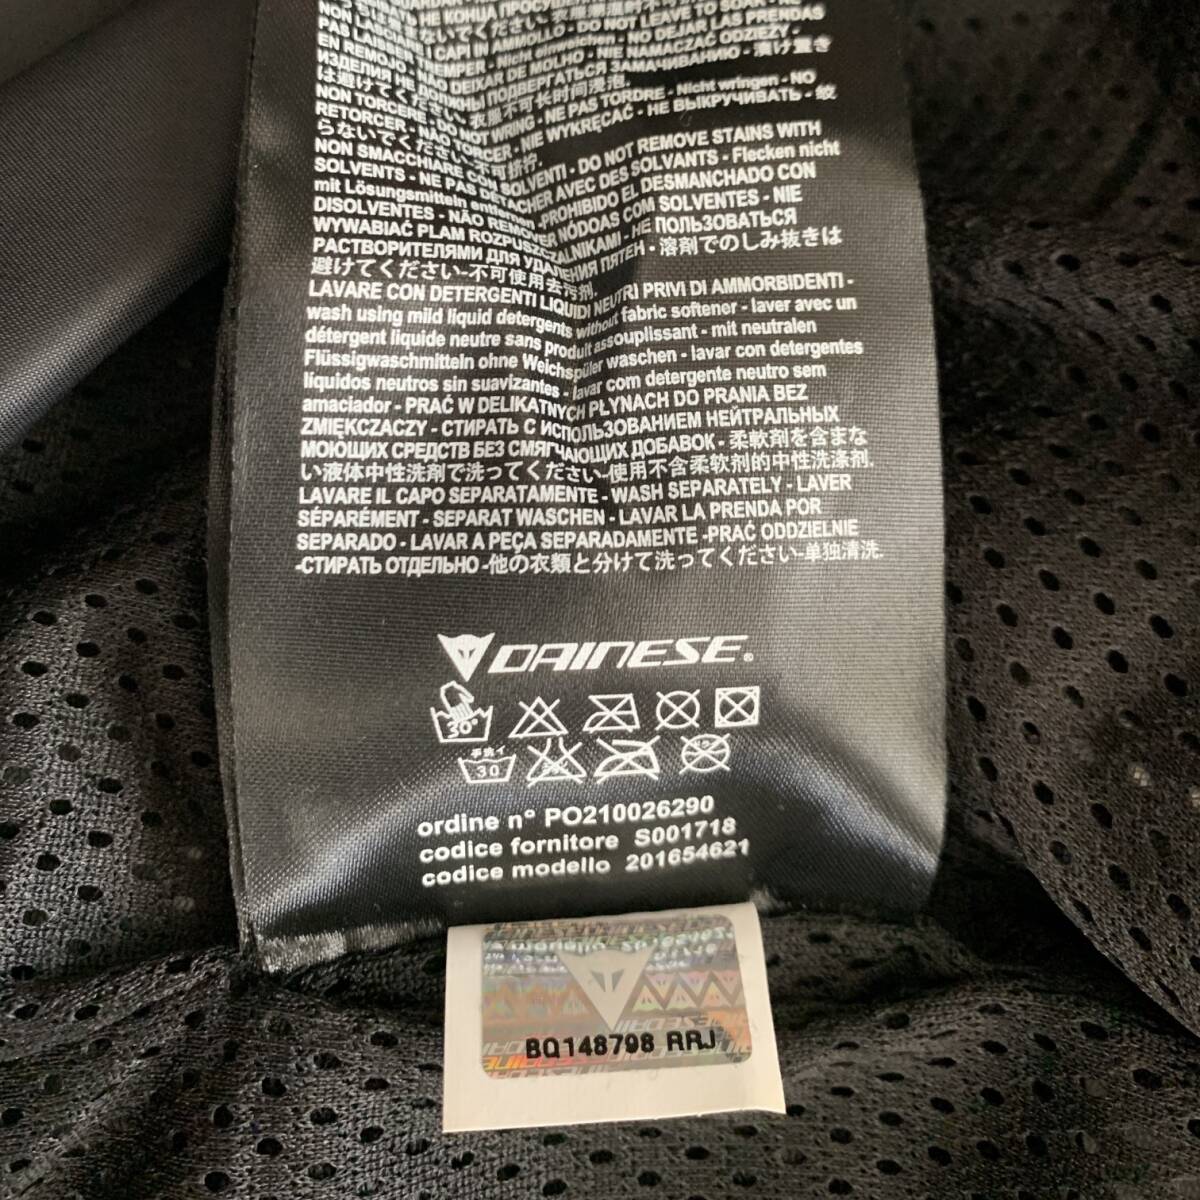 НЕ КОНЦА
ないでください- DO NOT LEAVE TO SOAK - NE
PAS LAISSER CAPI IN AMMOLLO - Nicht einweichen - NO DEJAR LAS PRENDAS
EN REMOJO - NÃO DEIXAR DE MOLHO - NIE NAMACZAĆ ODZIEŻY -
ИЗДЕЛИЯ НЕ ДОЛЖНЫ ПОДВЕРГАТЬСЯ ЗАМАЧИВАНИЮ - 漬け置き
は避けてください-衣服不可长时间浸泡.
NON TORCERE - DO NOT WRING - NE PAS TORDRE - Nicht wringen - NO
RETORCER - NÃO TORCER - NIE WYKRĘCAĆ - НЕ ВЫКРУЧИВАТЬ - 絞
らないでください-不可拧.
NON SMACCHIARE CON SOLVENTI - DO NOT REMOVE STAINS WITH
SOLVENTS - NE PAS DETACHER AVEC DES SOLVANTS - Flecken nicht
mit Lösungsmitteln entfernen -PROHIBIDO EL DESMANCHADO CON
DISOLVENTES - NÃO REMOVER NÓDOAS COM SOLVENTES - NIE
WYWABIAĆ PLAM ROZPUSZCZALNIKAMI - НЕ ПОЛЬЗОВАТЬСЯ
РАСТВОРИТЕЛЯМИ ДЛЯ УДАЛЕНИЯ ПЯТЕН - 溶剤でのしみ抜きは
避けてください-不可使用去污剂.
LAVARE CON DETERGENTI LIQUIDI NEUTRI PRIVI DI AMMORBIDENTI -
wash using mild liquid detergents without fabric softener - laver avec un
détergent liquide neutre sans produit assouplissant - mit neutralen
Flüssigwaschmitteln ohne Weichspüler waschen - lavar con detergentes
líquidos neutros sin suavizantes - lavar com detergente neutro sem
amaciador - PRAĆ W DELIKATNYCH PŁYNACH DO PRANIA BEZ
ZMIĘKCZACZY - СТИРАТЬ С ИСПОЛЬЗОВАНИЕМ НЕЙТРАЛЬНЫХ
МОЮЩИХ СРЕДСТВ БЕЗ СМЯГЧАЮЩИХ ДОБАВОК - 柔軟剤を含まな
い液体中性洗剤で洗ってください-使用不含柔软剂的中性洗涤剂.
LAVARE IL CAPO SEPARATAMENTE - WASH SEPARATELY - LAVER
SÉPARÉMENT - SEPARAT WASCHEN - LAVAR LA PRENDA POR
SEPARADO - LAVAR A PEÇA SEPARADAMENTE -PRAĆ ODDZIELNIE
-СТИРАТЬ ОТДЕЛЬНО -他の衣類と分けて洗ってください-单独清洗.
DAINESE®
30°
手洗イ
30
ordine n° PO210026290
codice fornitore S001718
codice modello 201654621
BQ148798 RRJ